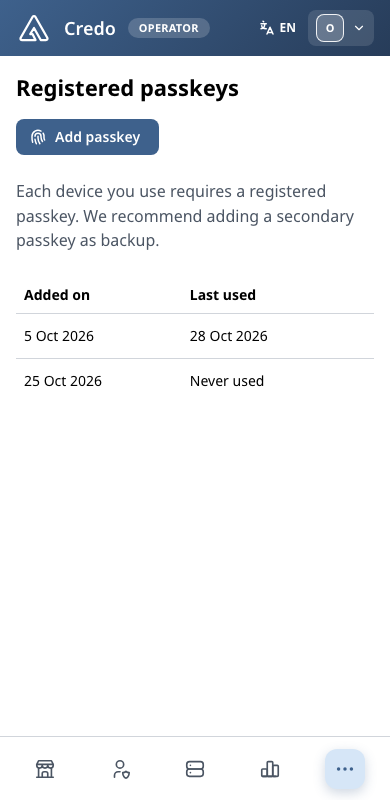 Credo
OPERATOR
EN
O
Registered passkeys
Add passkey
Each device you use requires a registered
passkey. We recommend adding a secondary
passkey as backup.
Added on Last used
5 Oct 2026 28 Oct 2026
25 Oct 2026 Never used